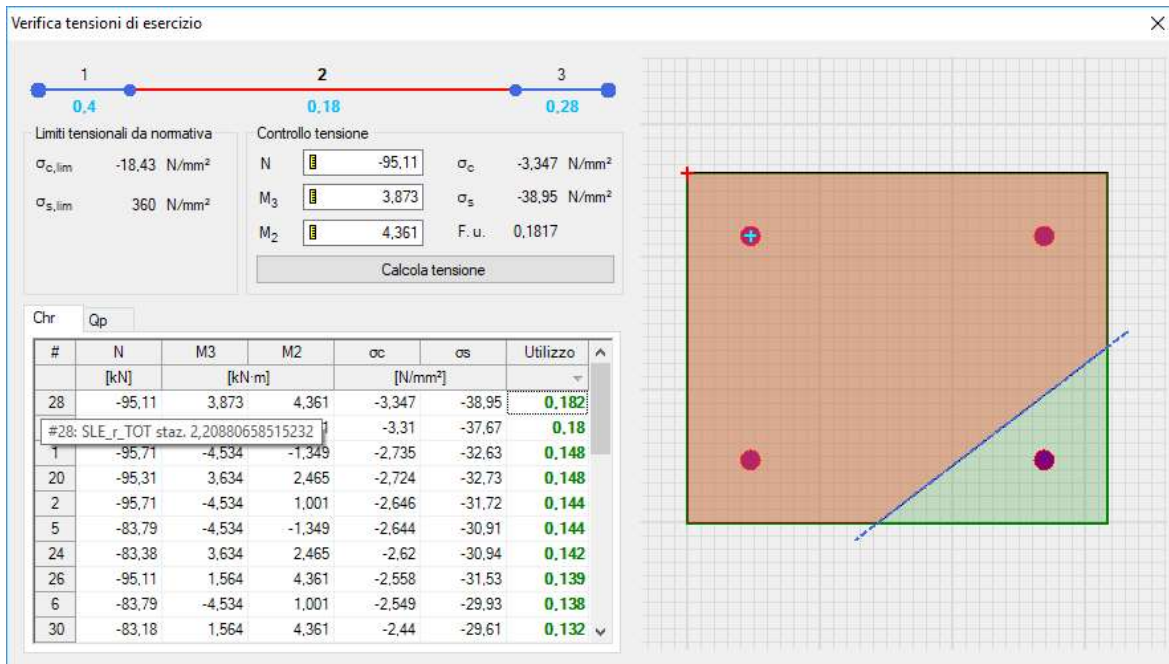 Verifica tensioni di esercizio
1 2 3
0,4 0,18 0,28
Limiti tensionali da normativa
σc,lim -18,43 N/mm²
σs,lim 360 N/mm²
Controllo tensione
N -95,11 σc -3,347 N/mm²
M3 3,873 σs -38,95 N/mm²
M2 4,361 F. u. 0,1817
Calcola tensione
Chr Qp
# N M3 M2 σc σs Utilizzo
[kN] [kN·m] [N/mm²]
28 -95,11 3,873 4,361 -3,347 -38,95 0,182
#28: SLE_r_TOT staz. 2,20880658515232 -3,31 -37,67 0,18
1 -95,71 -4,534 -1,349 -2,735 -32,63 0,148
20 -95,31 3,634 2,465 -2,724 -32,73 0,148
2 -95,71 -4,534 1,001 -2,646 -31,72 0,144
5 -83,79 -4,534 -1,349 -2,644 -30,91 0,144
24 -83,38 3,634 2,465 -2,62 -30,94 0,142
26 -95,11 1,564 4,361 -2,558 -31,53 0,139
6 -83,79 -4,534 1,001 -2,549 -29,93 0,138
30 -83,18 1,564 4,361 -2,44 -29,61 0,132